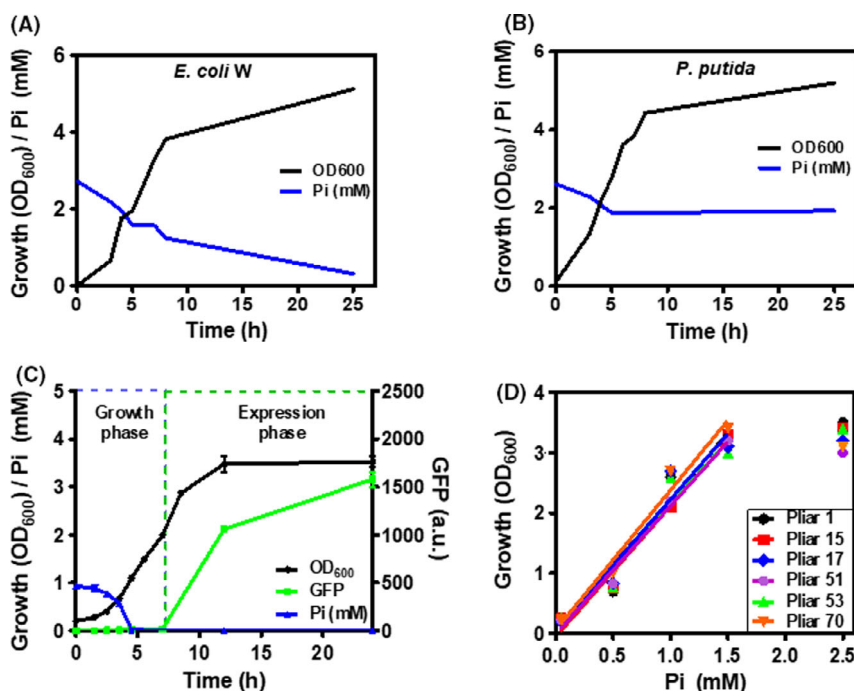 (A)
Growth (OD600) / Pi (mM)
6
4
2
0
E. coli W
OD600
Pi (mM)
0 5 10 15 20 25
Time (h)
(B)
Growth (OD600) / Pi (mM)
6
4
2
0
P. putida
OD600
Pi (mM)
0 5 10 15 20 25
Time (h)
(C)
Growth (OD600) / Pi (mM)
5
4
3
2
1
0
Growth phase
Expression phase
2500
2000
1500
1000
500
0
GFP (a.u.)
OD600
GFP
Pi (mM)
0 5 10 15 20
Time (h)
(D)
Growth (OD600)
4
3
2
1
0
Pliar 1
Pliar 15
Pliar 17
Pliar 51
Pliar 53
Pliar 70
0.0 0.5 1.0 1.5 2.0 2.5
Pi (mM)